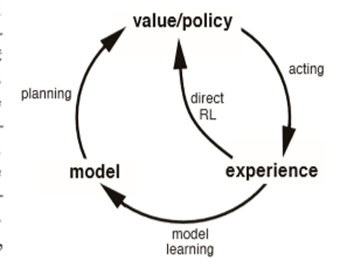 value/policy
planning
acting
direct
RL
model
experience
model
learning